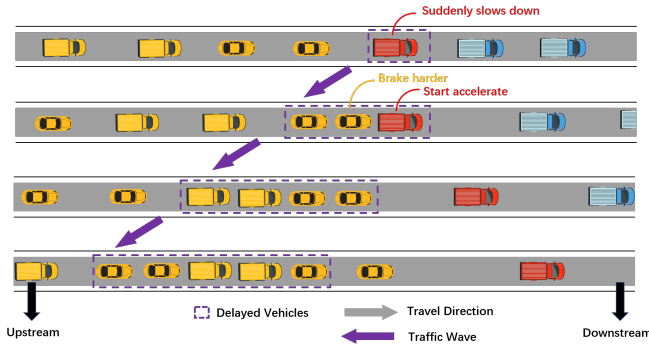 Suddenly slows down
Brake harder
Start accelerate
Delayed Vehicles
Travel Direction
Upstream
Traffic Wave
Downstream